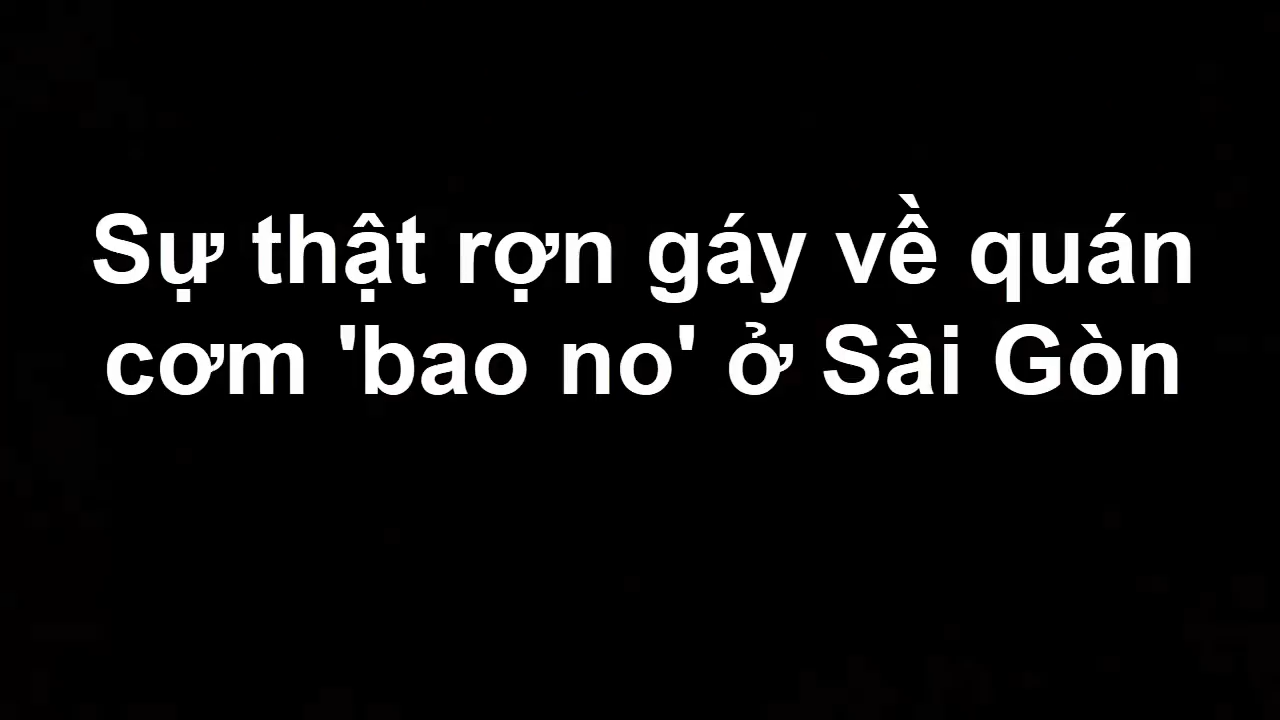 Sự thật rợn gáy về quán
cơm 'bao no' ở Sài Gòn